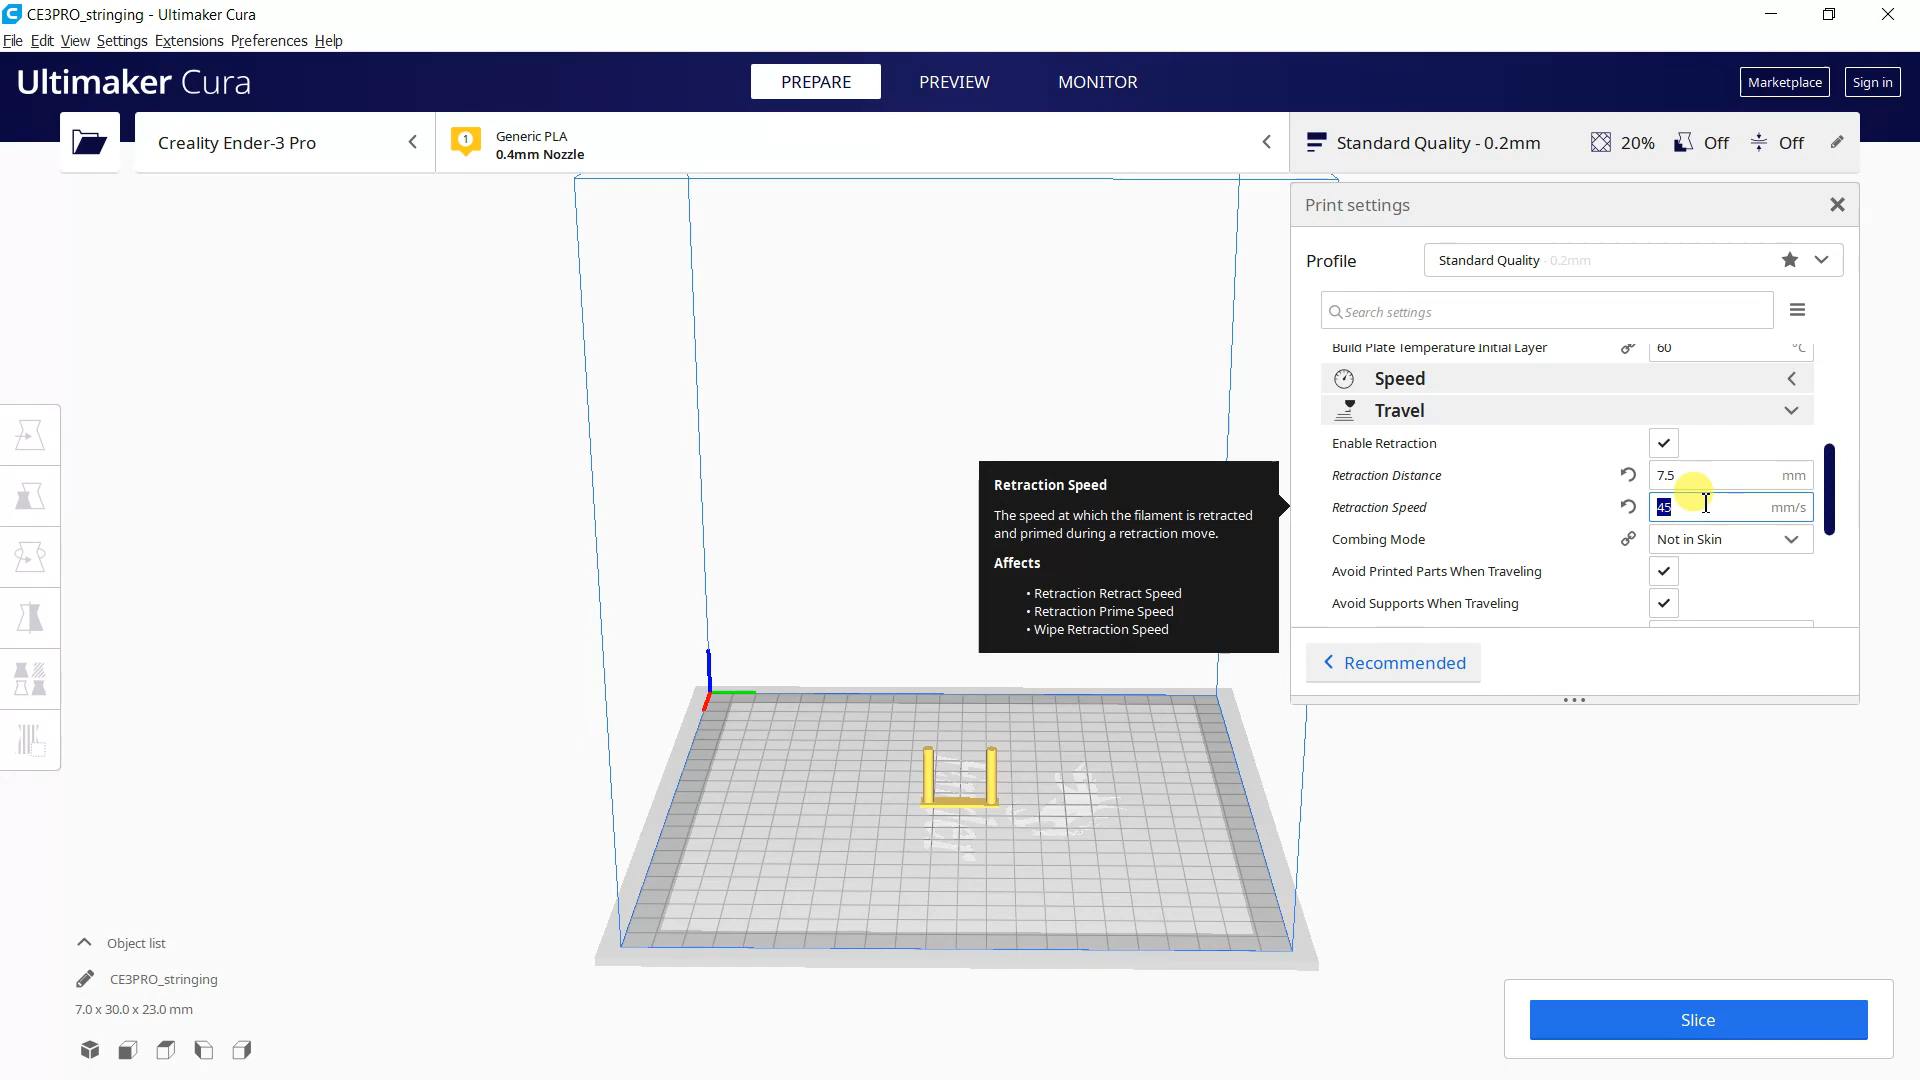 CE3PRO_stringing - Ultimaker Cura
File Edit View Settings Extensions Preferences Help
Ultimaker Cura
PREPARE
PREVIEW
MONITOR
Marketplace
Sign in
Creality Ender-3 Pro
1
Generic PLA
0.4mm Nozzle
Standard Quality - 0.2mm
20%
Off
Off
Print settings
Profile
Standard Quality - 0.2mm
Search settings
Build Plate Temperature Initial Layer
60 °C
Speed
Travel
Enable Retraction
Retraction Distance
7.5 mm
Retraction Speed
45 mm/s
Combing Mode
Not in Skin
Avoid Printed Parts When Traveling
Avoid Supports When Traveling
Recommended
Retraction Speed
The speed at which the filament is retracted
and primed during a retraction move.
Affects
• Retraction Retract Speed
• Retraction Prime Speed
• Wipe Retraction Speed
Object list
CE3PRO_stringing
7.0 x 30.0 x 23.0 mm
Slice